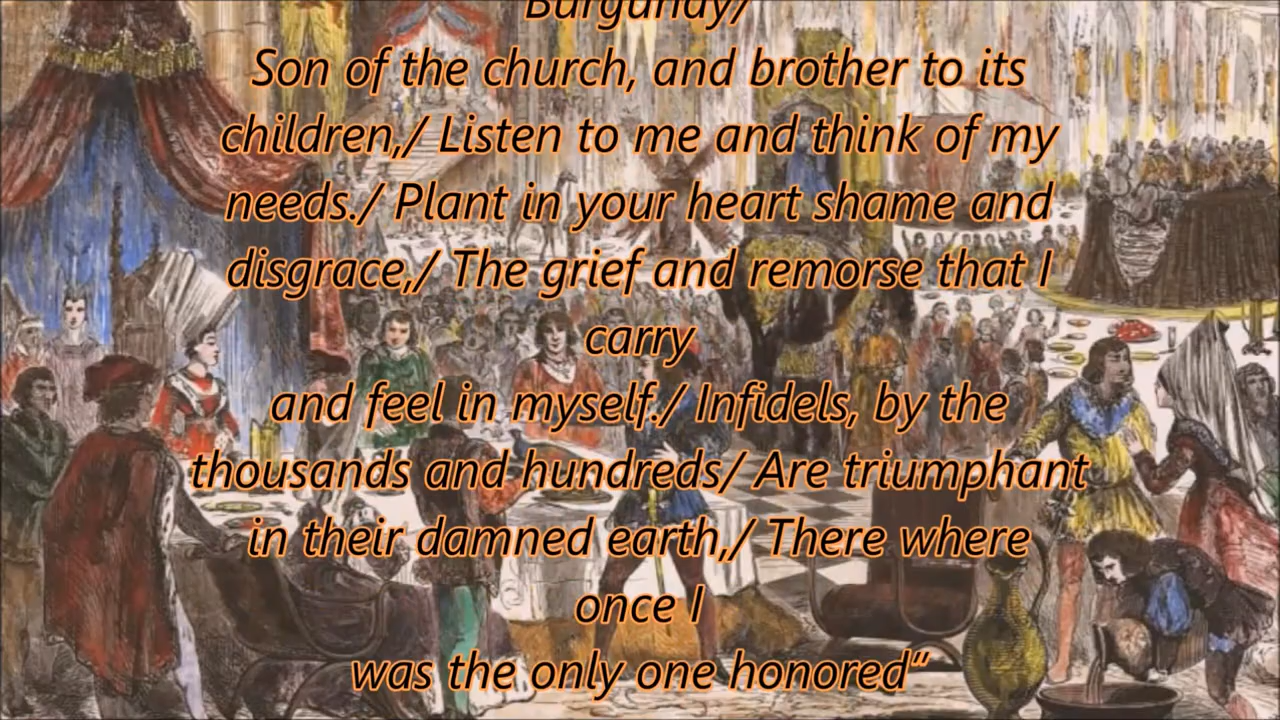 Burgundy/
Son of the church, and brother to its
children,/ Listen to me and think of my
needs./ Plant in your heart shame and
disgrace,/ The grief and remorse that I
carry
and feel in myself./ Infidels, by the
thousands and hundreds/ Are triumphant
in their damned earth,/ There where
once I
was the only one honored“